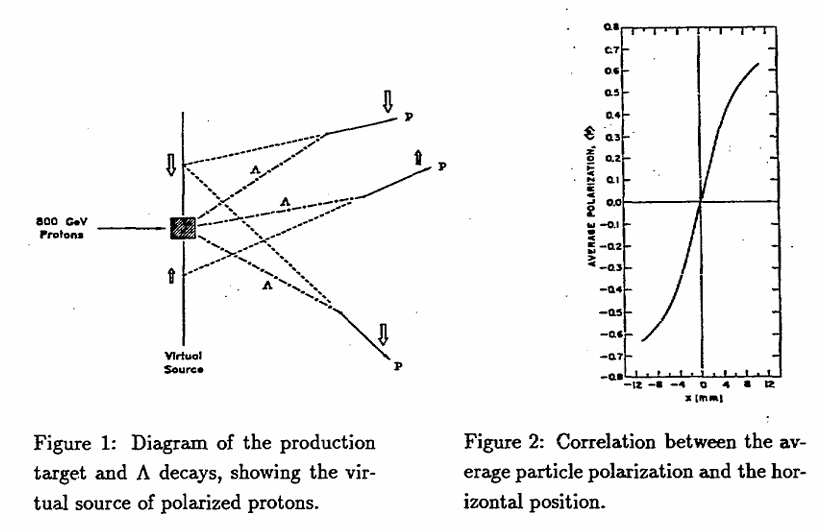 800 GeV
Protons
Λ
Λ
Λ
P
P
P
Virtual
Source
AVERAGE POLARIZATION, ⟨P⟩
0.8
0.7
0.6
0.5
0.4
0.3
0.2
0.1
0.0
-0.1
-0.2
-0.3
-0.4
-0.5
-0.6
-0.7
-0.8
-12 -8 -4 0 4 8 12
x [mm]
Figure 1: Diagram of the production
target and Λ decays, showing the vir-
tual source of polarized protons.
Figure 2: Correlation between the av-
erage particle polarization and the hor-
izontal position.